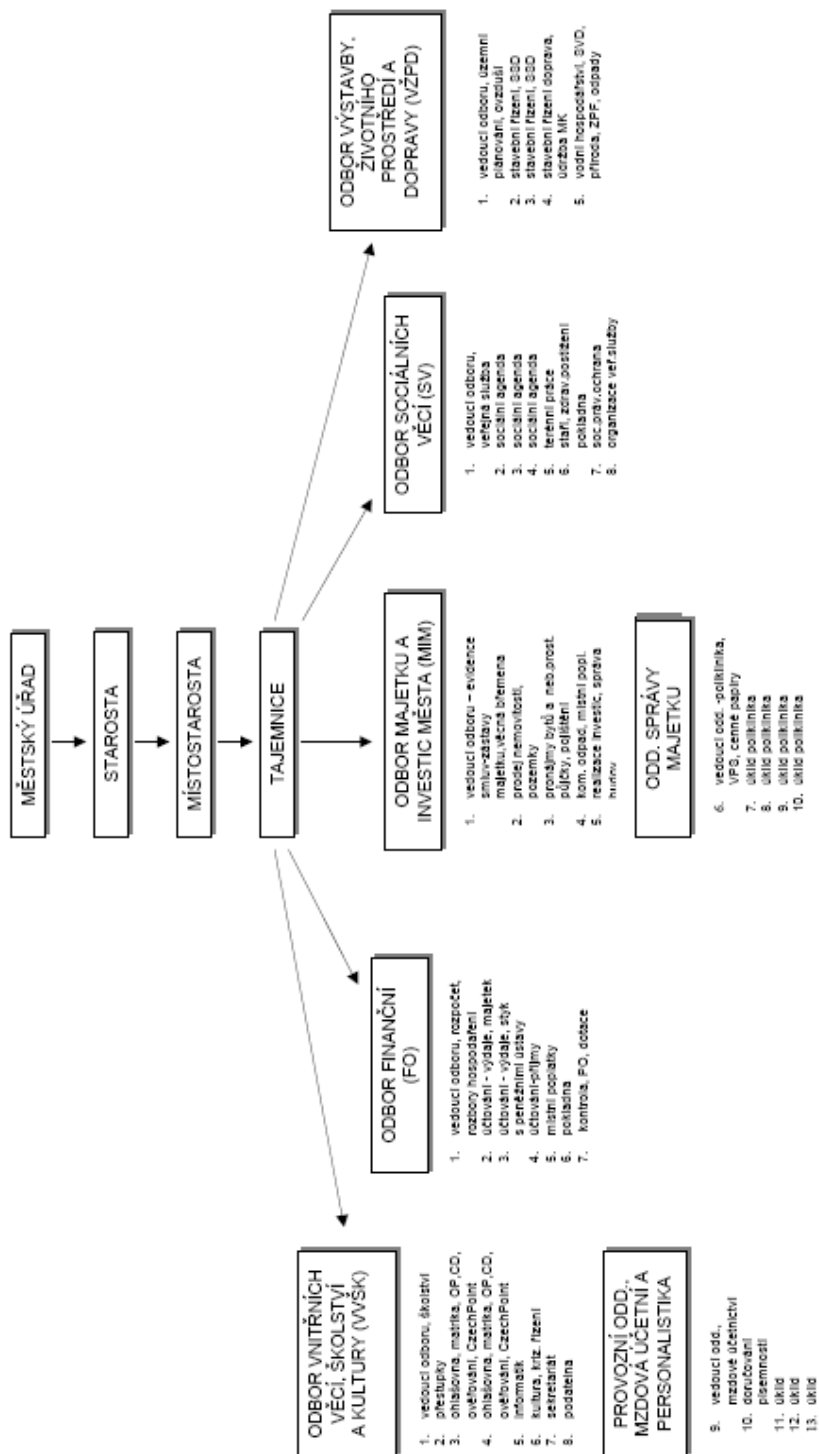 MĚSTSKÝ ÚŘAD
STAROSTA
MÍSTOSTAROSTA
TAJEMNICE
ODBOR VNITŘNÍCH
VĚCÍ, ŠKOLSTVÍ
A KULTURY (VVŠK)
1. vedoucí odboru, školství
2. přestupky
3. ohlašovna, matrika, OP,CD,
ověřování, CzechPoint
4. ohlašovna, matrika, OP,CD,
ověřování, CzechPoint
5. informatik
6. kultura, kriz. řízení
7. sekretariát
8. podatelna
PROVOZNÍ ODD.,
MZDOVÁ ÚČETNÍ A
PERSONALISTIKA
9. vedoucí odd.,
mzdové účetnictví
10. doručování
písemností
11. úklid
12. úklid
13. úklid
ODBOR FINANČNÍ
(FO)
1. vedoucí odboru, rozpočet,
rozbory hospodaření
2. účtování - výdaje, majetek
3. účtování - výdaje, styk
s peněžními ústavy
4. účtování-příjmy
5. místní poplatky
6. pokladna
7. kontrola, PO, dotace
ODBOR MAJETKU A
INVESTIC MĚSTA (MIM)
1. vedoucí odboru – evidence
smluv-zástavy
majetku,věcná břemena
2. prodej nemovitostí,
pozemky
3. pronájmy bytů a neb.prost.
půjčky, pojištění
4. kom. odpad, místní popl.
5. realizace investic, správa
budov
ODD. SPRÁVY
MAJETKU
6. vedoucí odd. -poliklinika,
VPS, cenné papíry
7. úklid poliklinika
8. úklid poliklinika
9. úklid poliklinika
10. úklid poliklinika
ODBOR SOCIÁLNÍCH
VĚCÍ (SV)
1. vedoucí odboru,
veřejná služba
2. sociální agenda
3. sociální agenda
4. sociální agenda
5. terénní práce
6. staří, zdrav.postižení
pokladna
7. soc.práv.ochrana
8. organizace veř.služby
ODBOR VÝSTAVBY,
ŽIVOTNÍHO
PROSTŘEDÍ A
DOPRAVY (VŽPD)
1. vedoucí odboru, územní
plánování, ovzduší
2. stavební řízení, SSD
3. stavební řízení, SSD
4. stavební řízení doprava,
údržba MK
5. vodní hospodářství, SVD,
příroda, ZPF, odpady